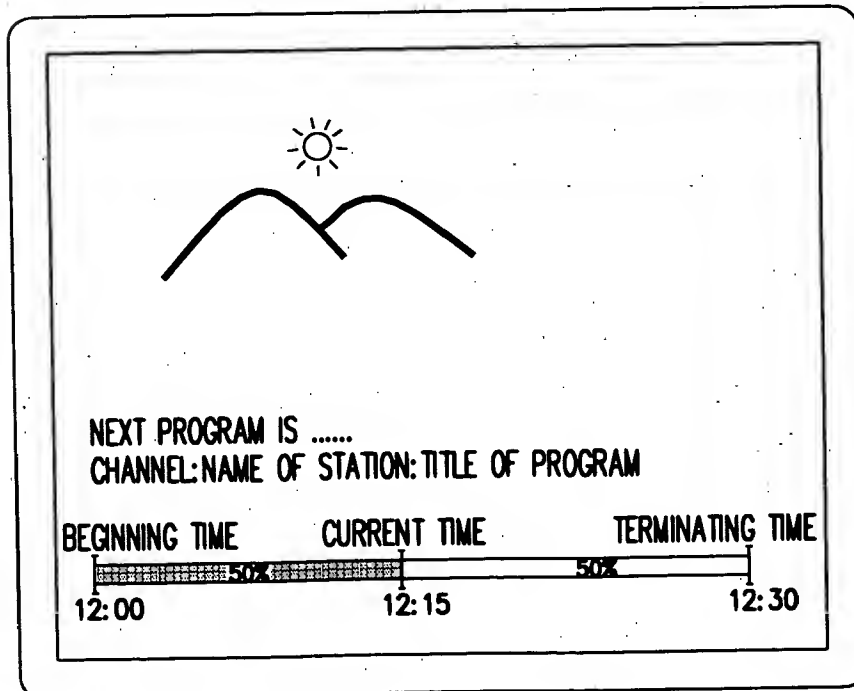 NEXT PROGRAM IS ......
CHANNEL:NAME OF STATION:TITLE OF PROGRAM
BEGINNING TIME CURRENT TIME TERMINATING TIME
50% 50%
12:00 12:15 12:30